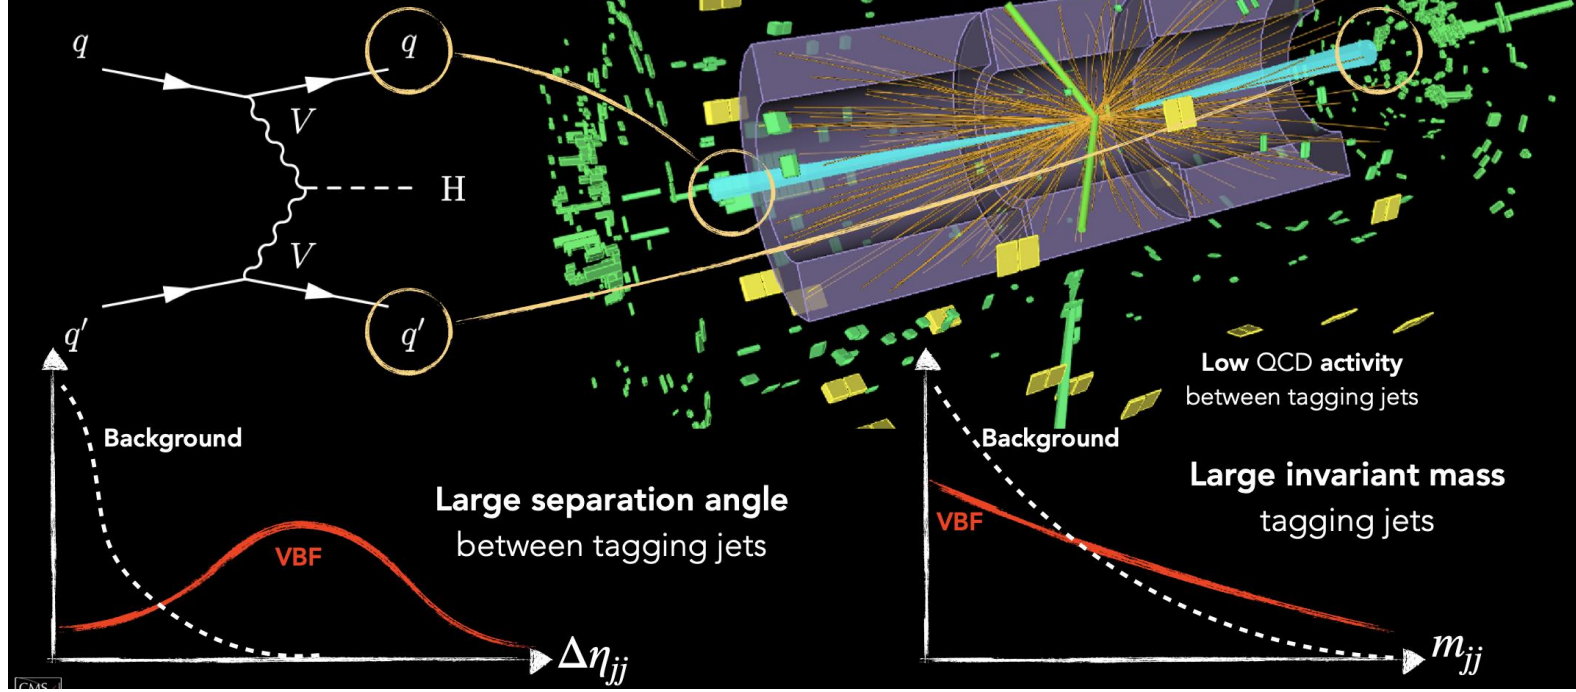 q
q
V
H
V
q′
q′
Background
VBF
Large separation angle
between tagging jets
Δη_jj
Low QCD activity
between tagging jets
Background
VBF
Large invariant mass
tagging jets
m_jj
CMS